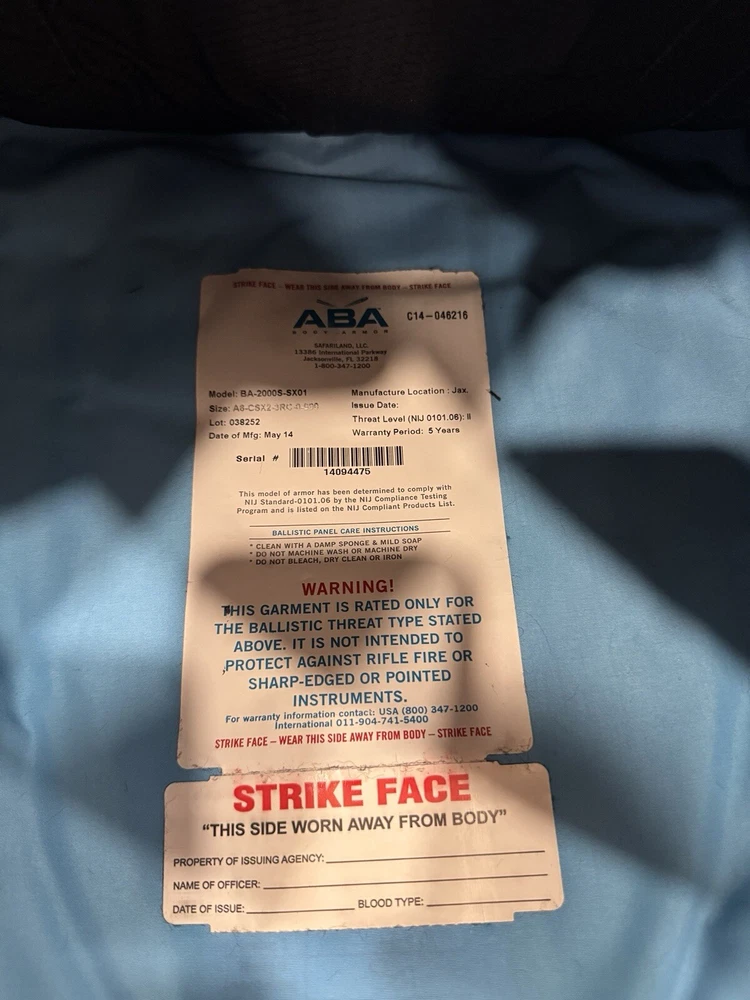 STRIKE FACE – WEAR THIS SIDE AWAY FROM BODY – STRIKE FACE
ABA
BODY ARMOR
C14-046216
SAFARILAND, LLC.
13386 International Parkway
Jacksonville, FL 32218
1-800-347-1200
Model: BA-2000S-SX01
Manufacture Location : Jax.
Size:
Issue Date:
Lot: 038252
Threat Level (NIJ 0101.06): II
Date of Mfg: May 14
Warranty Period: 5 Years
Serial #
14094475
This model of armor has been determined to comply with
NIJ Standard-0101.06 by the NIJ Compliance Testing
Program and is listed on the NIJ Compliant Products List.
BALLISTIC PANEL CARE INSTRUCTIONS
* CLEAN WITH A DAMP SPONGE & MILD SOAP
* DO NOT MACHINE WASH OR MACHINE DRY
* DO NOT BLEACH, DRY CLEAN OR IRON
WARNING!
THIS GARMENT IS RATED ONLY FOR
THE BALLISTIC THREAT TYPE STATED
ABOVE. IT IS NOT INTENDED TO
PROTECT AGAINST RIFLE FIRE OR
SHARP-EDGED OR POINTED
INSTRUMENTS.
For warranty information contact: USA (800) 347-1200
International 011-904-741-5400
STRIKE FACE – WEAR THIS SIDE AWAY FROM BODY – STRIKE FACE
STRIKE FACE
“THIS SIDE WORN AWAY FROM BODY”
PROPERTY OF ISSUING AGENCY:
NAME OF OFFICER:
DATE OF ISSUE: BLOOD TYPE: